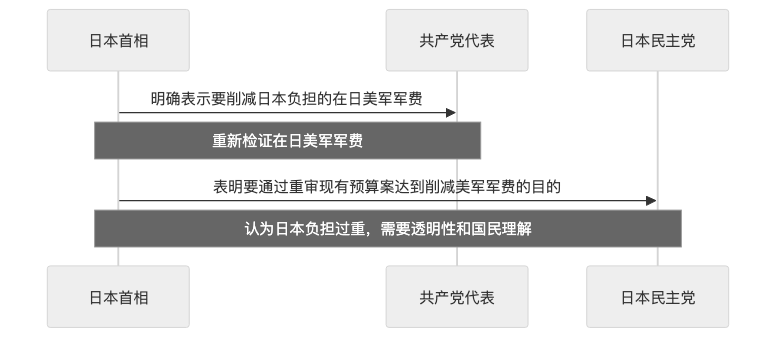 日本首相
共产党代表
日本民主党
明确表示要削减日本负担的在日美军军费
重新检证在日美军军费
表明要通过重审现有预算案达到削减美军军费的目的
认为日本负担过重，需要透明性和国民理解
日本首相
共产党代表
日本民主党